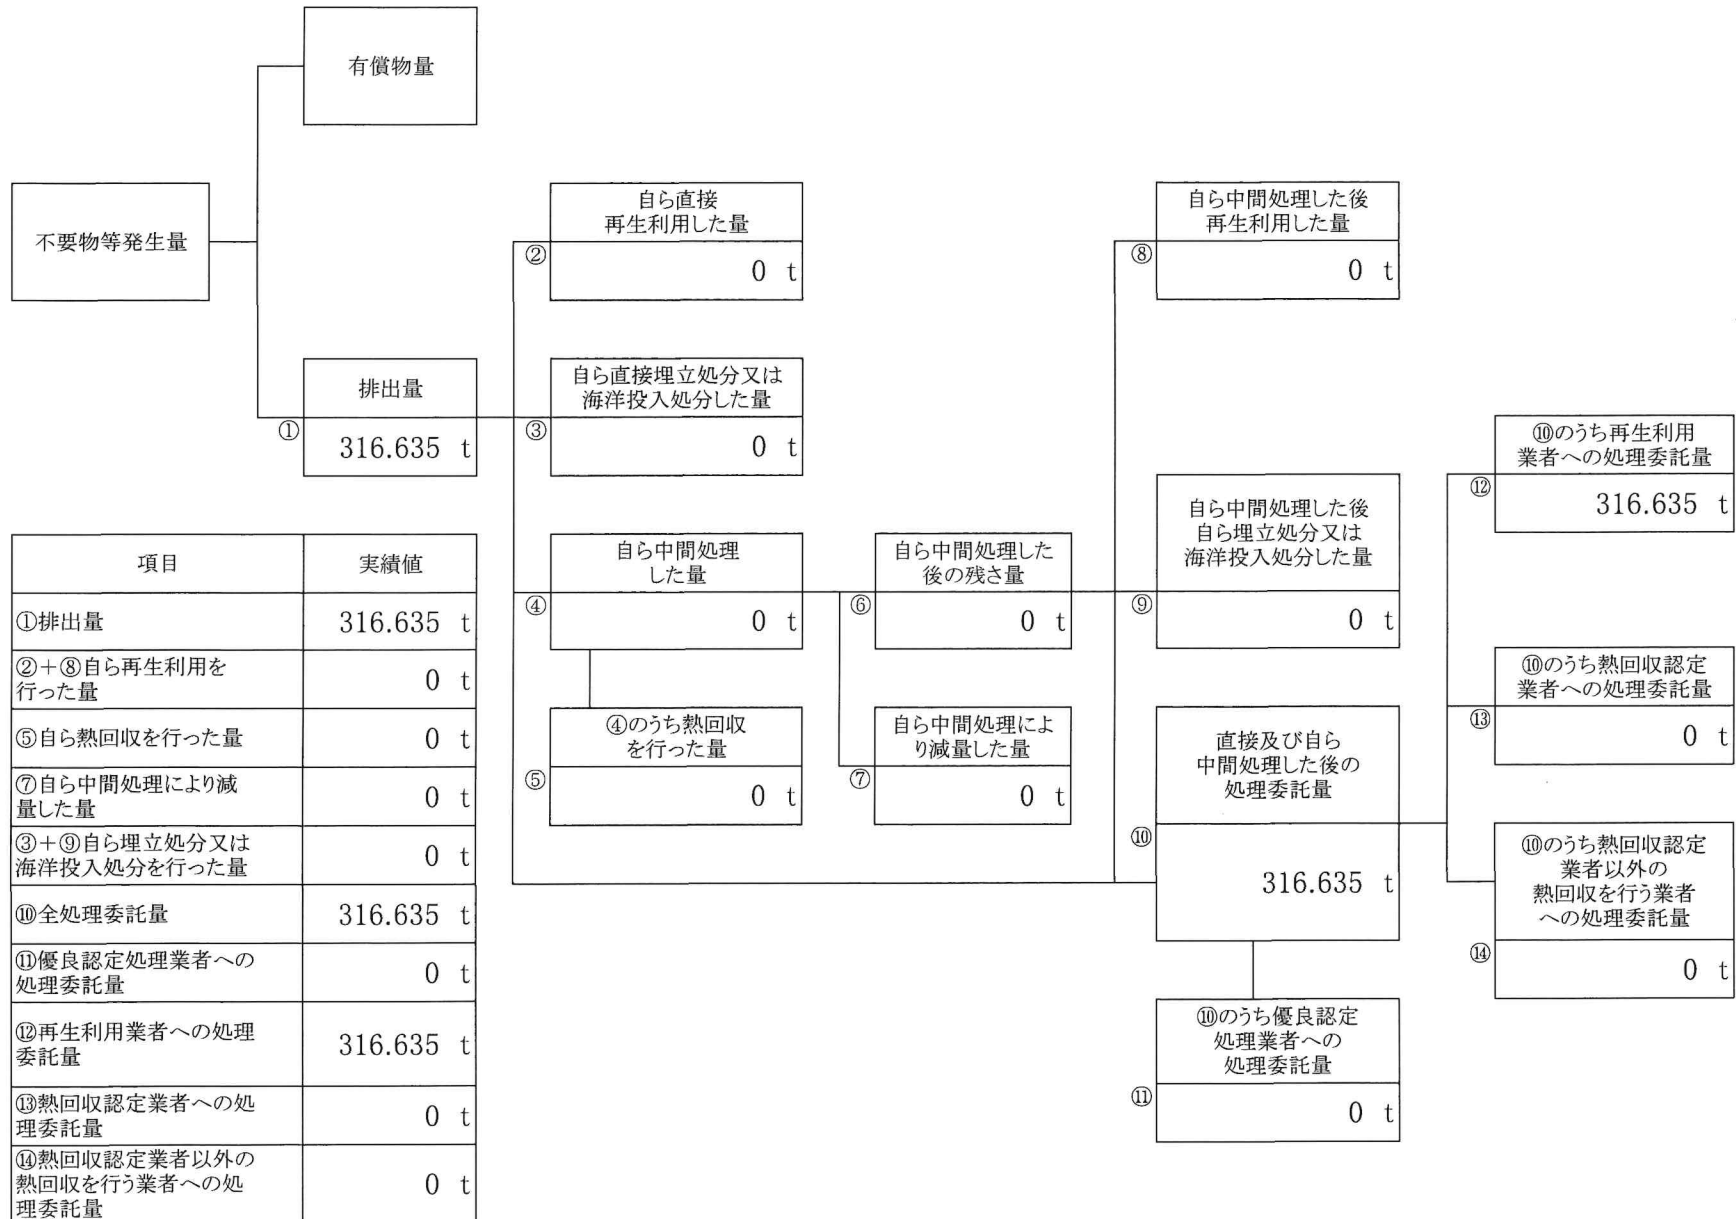 有償物量
不要物等発生量
自ら直接
再生利用した量
②
0 t
自ら中間処理した後
再生利用した量
⑧
0 t
排出量
①
316.635 t
自ら直接埋立処分又は
海洋投入処分した量
③
0 t
⑩のうち再生利用
業者への処理委託量
⑫
316.635 t
自ら中間処理
した量
④
0 t
自ら中間処理した
後の残さ量
⑥
0 t
自ら中間処理した後
自ら埋立処分又は
海洋投入処分した量
⑨
0 t
⑩のうち熱回収認定
業者への処理委託量
⑬
0 t
④のうち熱回収
を行った量
⑤
0 t
自ら中間処理によ
り減量した量
⑦
0 t
直接及び自ら
中間処理した後の
処理委託量
⑩
316.635 t
⑩のうち熱回収認定
業者以外の
熱回収を行う業者
への処理委託量
⑭
0 t
⑩のうち優良認定
処理業者への
処理委託量
⑪
0 t
項目 実績値
①排出量 316.635 t
②+⑧自ら再生利用を
行った量 0 t
⑤自ら熱回収を行った量 0 t
⑦自ら中間処理により減
量した量 0 t
③+⑨自ら埋立処分又は
海洋投入処分を行った量 0 t
⑩全処理委託量 316.635 t
⑪優良認定処理業者への
処理委託量 0 t
⑫再生利用業者への処理
委託量 316.635 t
⑬熱回収認定業者への処
理委託量 0 t
⑭熱回収認定業者以外の
熱回収を行う業者への処
理委託量 0 t